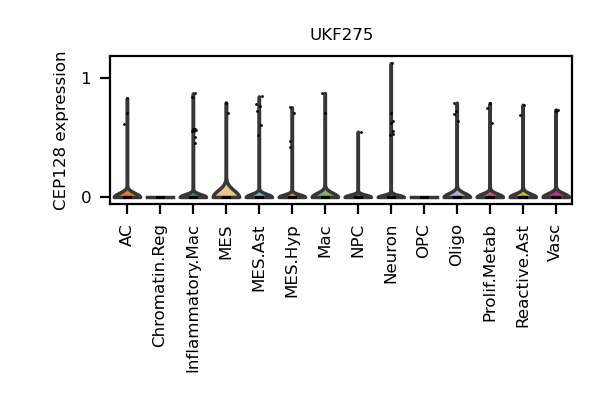 UKF275
CEP128 expression
1
0
AC
Chromatin.Reg
Inflammatory.Mac
MES
MES.Ast
MES.Hyp
Mac
NPC
Neuron
OPC
Oligo
Prolif.Metab
Reactive.Ast
Vasc